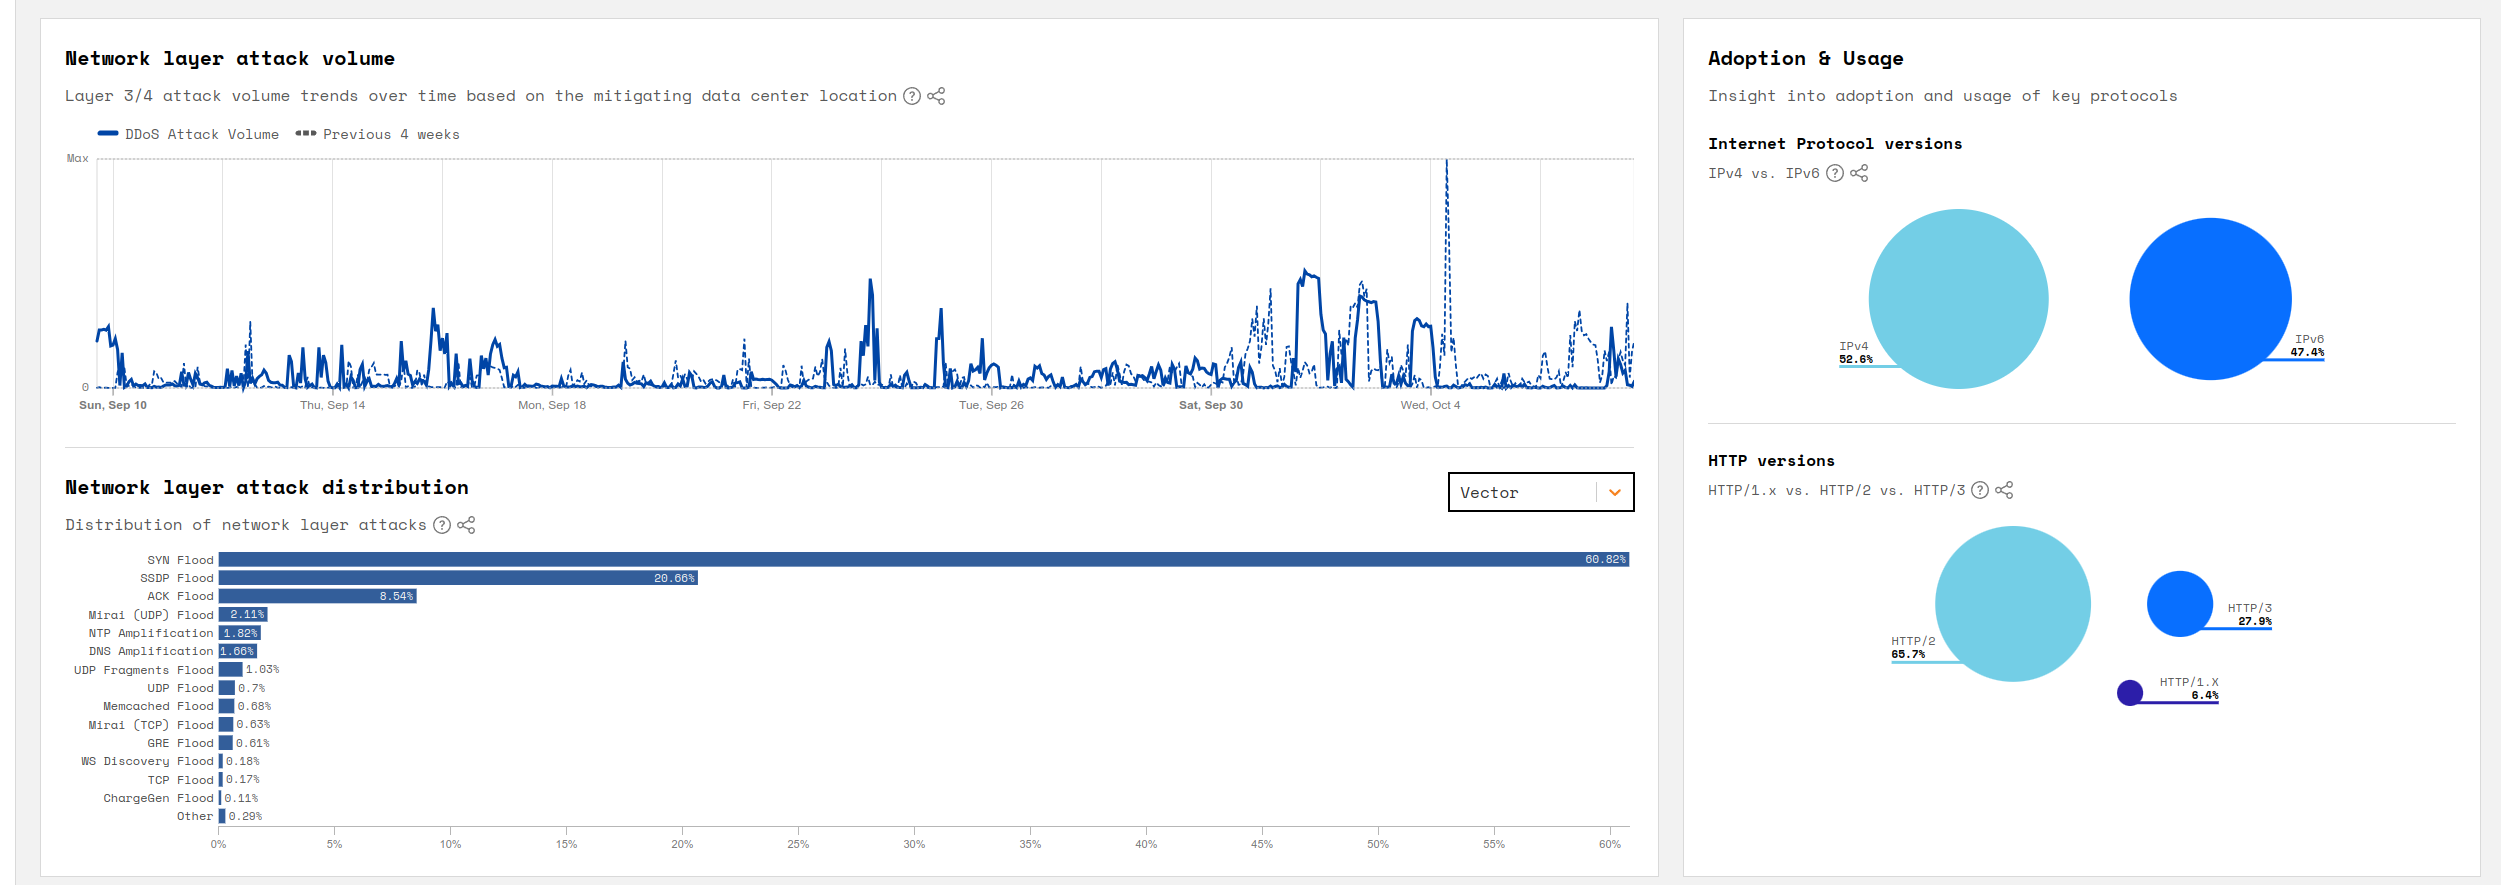 Network layer attack volume
Layer 3/4 attack volume trends over time based on the mitigating data center location
DDoS Attack Volume Previous 4 weeks
Max
0
Sun, Sep 10 Thu, Sep 14 Mon, Sep 18 Fri, Sep 22 Tue, Sep 26 Sat, Sep 30 Wed, Oct 4
Network layer attack distribution
Vector
Distribution of network layer attacks
SYN Flood 60.82%
SSDP Flood 20.66%
ACK Flood 8.54%
Mirai (UDP) Flood 2.11%
NTP Amplification 1.82%
DNS Amplification 1.66%
UDP Fragments Flood 1.03%
UDP Flood 0.7%
Memcached Flood 0.68%
Mirai (TCP) Flood 0.63%
GRE Flood 0.61%
WS Discovery Flood 0.18%
TCP Flood 0.17%
ChargeGen Flood 0.11%
Other 0.29%
0% 5% 10% 15% 20% 25% 30% 35% 40% 45% 50% 55% 60%
Adoption & Usage
Insight into adoption and usage of key protocols
Internet Protocol versions
IPv4 vs. IPv6
IPv4
52.6%
IPv6
47.4%
HTTP versions
HTTP/1.x vs. HTTP/2 vs. HTTP/3
HTTP/2
65.7%
HTTP/3
27.9%
HTTP/1.X
6.4%